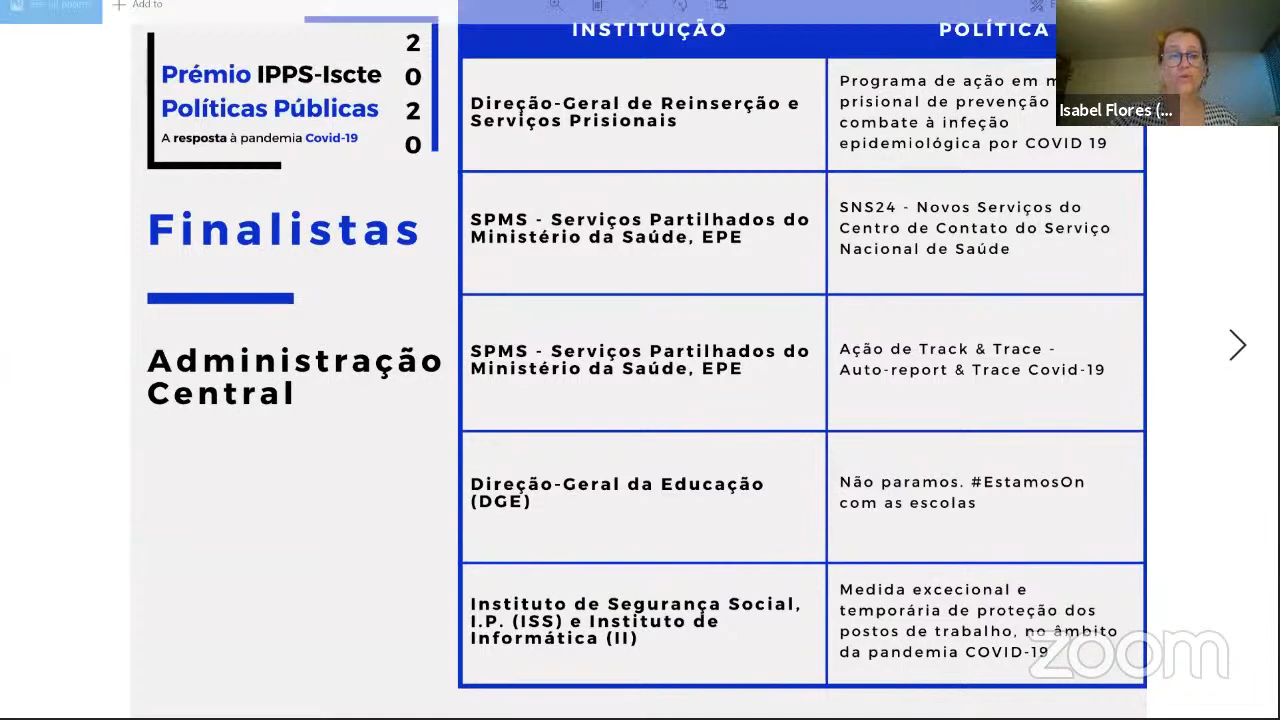 Add to
Prémio IPPS-Iscte
Políticas Públicas
A resposta à pandemia Covid-19
2
0
2
0
Finalistas
Administração
Central
INSTITUIÇÃO
POLÍTICA
Direção-Geral de Reinserção e
Serviços Prisionais
Programa de ação em
prisional de prevenção
combate à infeção
epidemiológica por COVID 19
SPMS - Serviços Partilhados do
Ministério da Saúde, EPE
SNS24 - Novos Serviços do
Centro de Contato do Serviço
Nacional de Saúde
SPMS - Serviços Partilhados do
Ministério da Saúde, EPE
Ação de Track & Trace -
Auto-report & Trace Covid-19
Direção-Geral da Educação
(DGE)
Não paramos. #EstamosOn
com as escolas
Instituto de Segurança Social,
I.P. (ISS) e Instituto de
Informática (II)
Medida excecional e
temporária de proteção dos
postos de trabalho, no âmbito
da pandemia COVID-19
Isabel Flores (...
zoom